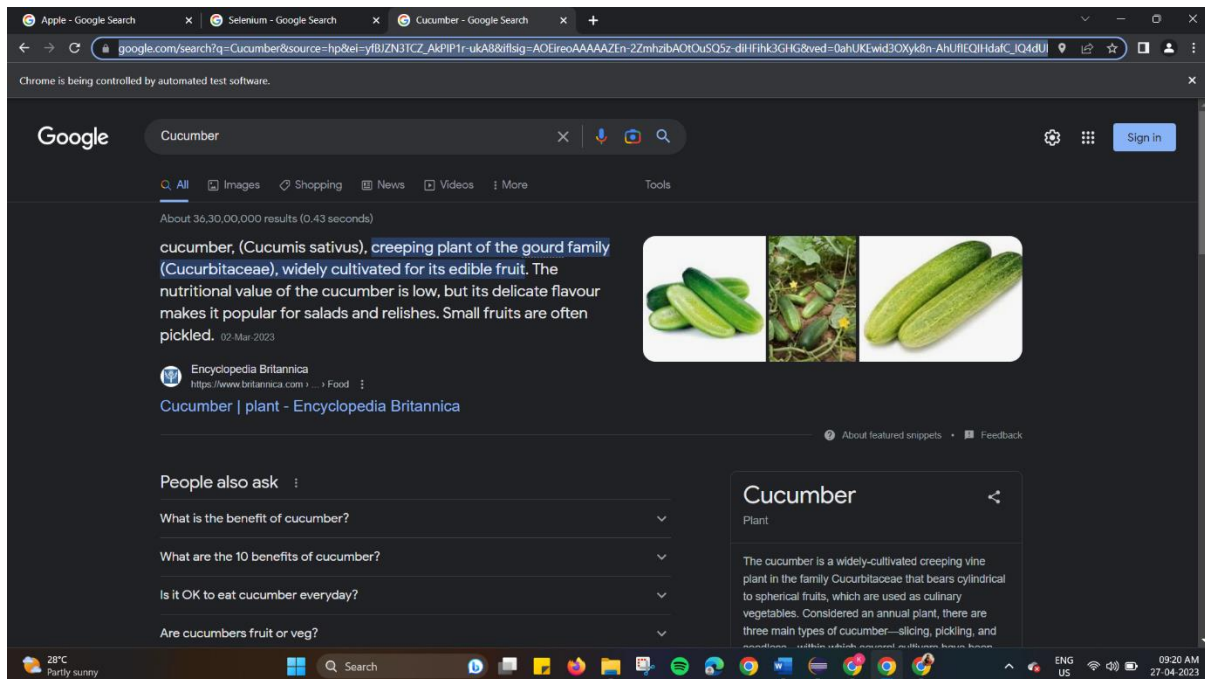 Apple - Google Search
Selenium - Google Search
Cucumber - Google Search
google.com/search?q=Cucumber&source=hp&ei=yfBJZN3TCZ_AkPIP1r-ukA8&iflsig=AOEireoAAAAAZEn-2ZmhzibAOtOuSQ5z-diHFihk3GHG&ved=0ahUKEwid3OXyk8n-AhUfIEQIHdafC_IQ4dU
Chrome is being controlled by automated test software.
Google
Cucumber
Sign in
All Images Shopping News Videos More Tools
About 36,30,00,000 results (0.43 seconds)
cucumber, (Cucumis sativus), creeping plant of the gourd family
(Cucurbitaceae), widely cultivated for its edible fruit. The
nutritional value of the cucumber is low, but its delicate flavour
makes it popular for salads and relishes. Small fruits are often
pickled. 02-Mar-2023
Encyclopedia Britannica
https://www.britannica.com › ... › Food
Cucumber | plant - Encyclopedia Britannica
About featured snippets • Feedback
People also ask
What is the benefit of cucumber?
What are the 10 benefits of cucumber?
Is it OK to eat cucumber everyday?
Are cucumbers fruit or veg?
Cucumber
Plant
The cucumber is a widely-cultivated creeping vine
plant in the family Cucurbitaceae that bears cylindrical
to spherical fruits, which are used as culinary
vegetables. Considered an annual plant, there are
three main types of cucumber—slicing, pickling, and
28°C
Partly sunny
Search
ENG
US
09:20 AM
27-04-2023